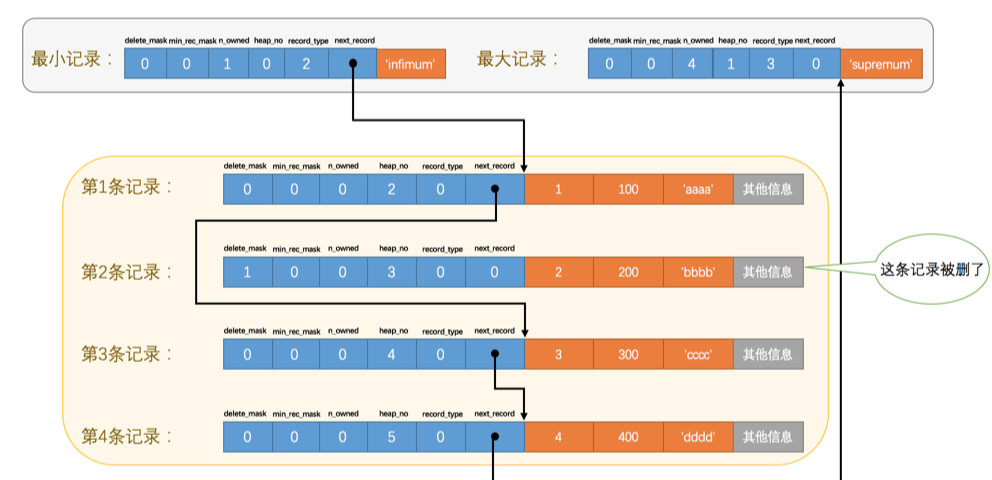 delete_mask min_rec_mask n_owned heap_no record_type next_record
最小记录： 0 0 1 0 2 'infimum'
delete_mask min_rec_mask n_owned heap_no record_type next_record
最大记录： 0 0 4 1 3 0 'supremum'
delete_mask min_rec_mask n_owned heap_no record_type next_record
第1条记录： 0 0 0 2 0 1 100 'aaaa' 其他信息
delete_mask min_rec_mask n_owned heap_no record_type next_record
第2条记录： 1 0 0 3 0 0 2 200 'bbbb' 其他信息
这条记录被删了
delete_mask min_rec_mask n_owned heap_no record_type next_record
第3条记录： 0 0 0 4 0 3 300 'cccc' 其他信息
delete_mask min_rec_mask n_owned heap_no record_type next_record
第4条记录： 0 0 0 5 0 4 400 'dddd' 其他信息